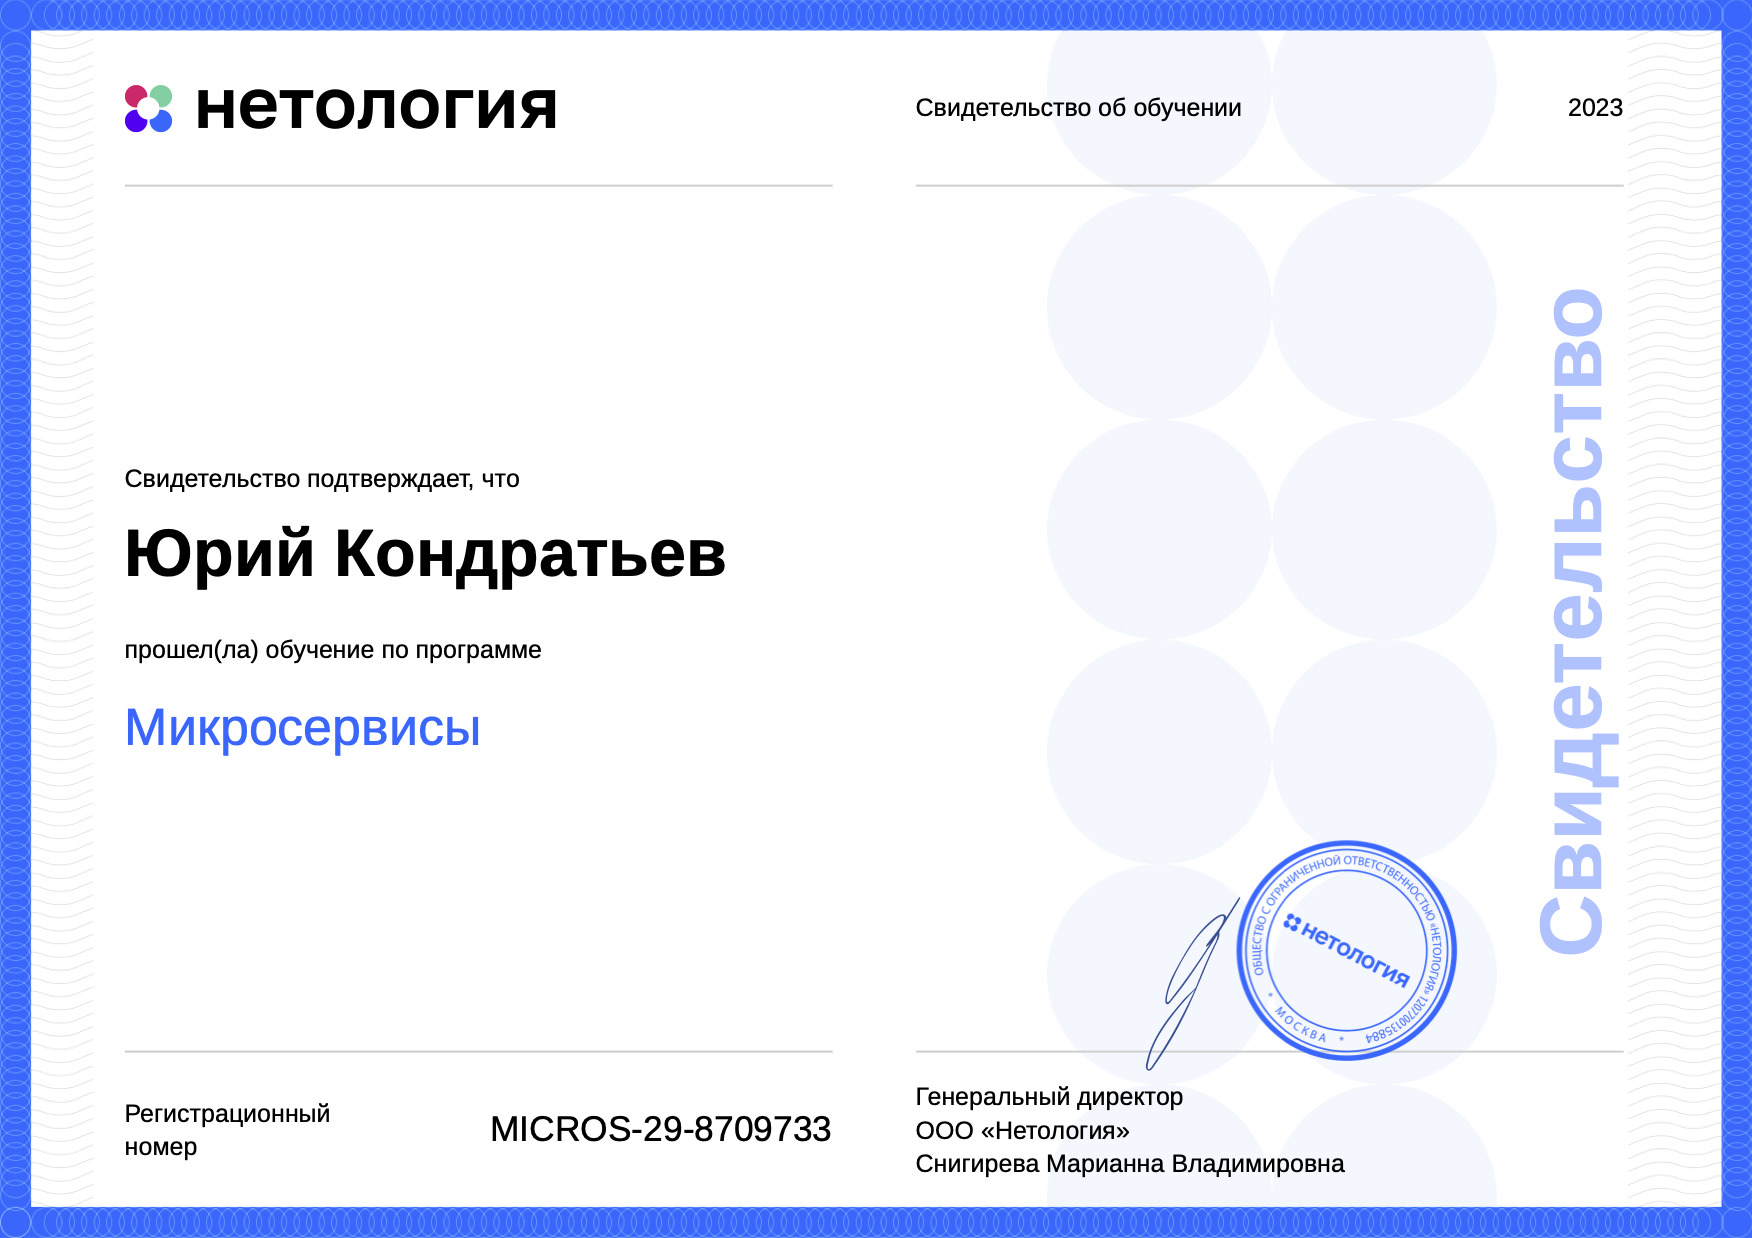 нетология
Свидетельство об обучении
2023
Свидетельство подтверждает, что
Юрий Кондратьев
прошел(ла) обучение по программе
Микросервисы
Свидетельство
ОБЩЕСТВО С ОГРАНИЧЕННОЙ ОТВЕТСТВЕННОСТЬЮ «НЕТОЛОГИЯ» 1207700135884
* МОСКВА *
нетология
Регистрационный
номер
MICROS-29-8709733
Генеральный директор
ООО «Нетология»
Снигирева Марианна Владимировна